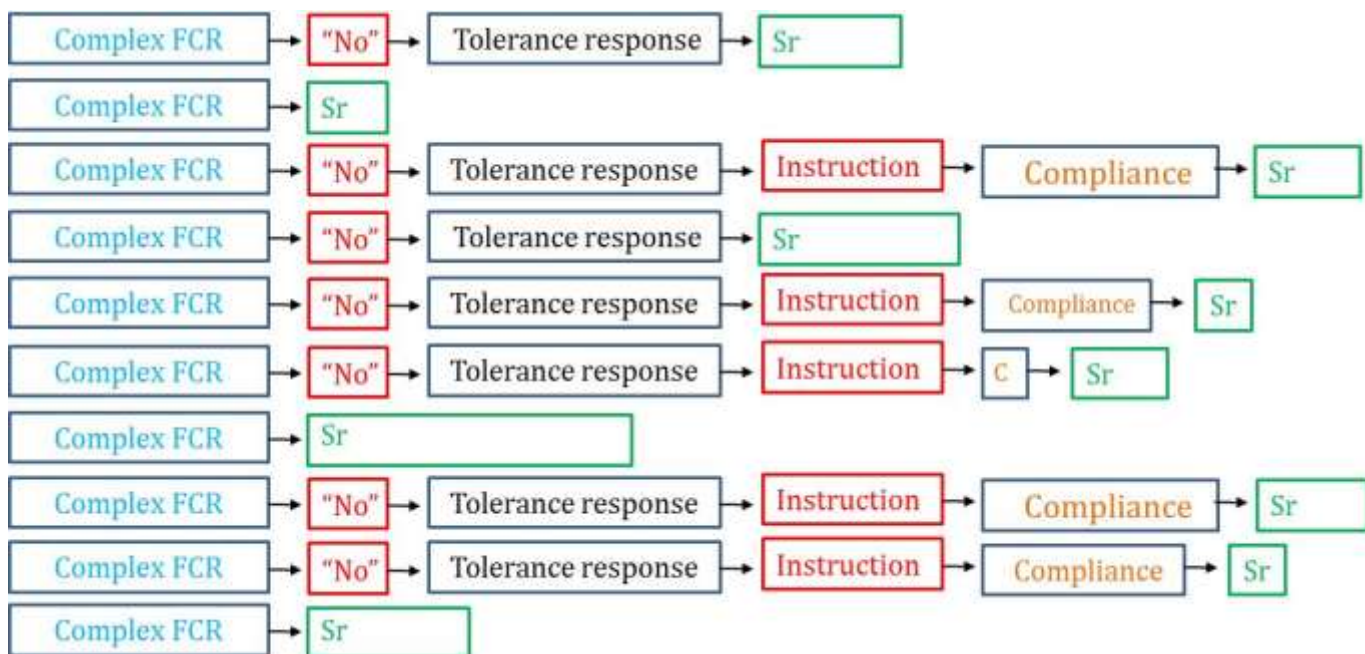 Complex FCR "No" Tolerance response Sr
Complex FCR Sr
Complex FCR "No" Tolerance response Instruction Compliance Sr
Complex FCR "No" Tolerance response Sr
Complex FCR "No" Tolerance response Instruction Compliance Sr
Complex FCR "No" Tolerance response Instruction C Sr
Complex FCR Sr
Complex FCR "No" Tolerance response Instruction Compliance Sr
Complex FCR "No" Tolerance response Instruction Compliance Sr
Complex FCR Sr